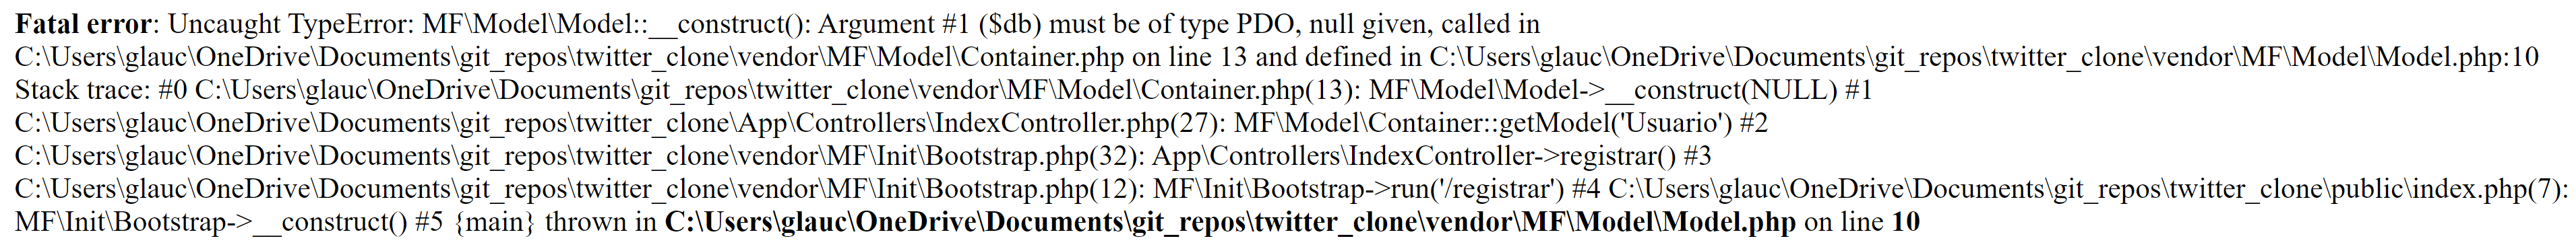 Fatal error: Uncaught TypeError: MF\Model\Model::__construct(): Argument #1 ($db) must be of type PDO, null given, called in
C:\Users\glauc\OneDrive\Documents\git_repos\twitter_clone\vendor\MF\Model\Container.php on line 13 and defined in C:\Users\glauc\OneDrive\Documents\git_repos\twitter_clone\vendor\MF\Model\Model.php:10
Stack trace: #0 C:\Users\glauc\OneDrive\Documents\git_repos\twitter_clone\vendor\MF\Model\Container.php(13): MF\Model\Model->__construct(NULL) #1
C:\Users\glauc\OneDrive\Documents\git_repos\twitter_clone\App\Controllers\IndexController.php(27): MF\Model\Container::getModel('Usuario') #2
C:\Users\glauc\OneDrive\Documents\git_repos\twitter_clone\vendor\MF\Init\Bootstrap.php(32): App\Controllers\IndexController->registrar() #3
C:\Users\glauc\OneDrive\Documents\git_repos\twitter_clone\vendor\MF\Init\Bootstrap.php(12): MF\Init\Bootstrap->run('/registrar') #4 C:\Users\glauc\OneDrive\Documents\git_repos\twitter_clone\public\index.php(7):
MF\Init\Bootstrap->__construct() #5 {main} thrown in C:\Users\glauc\OneDrive\Documents\git_repos\twitter_clone\vendor\MF\Model\Model.php on line 10